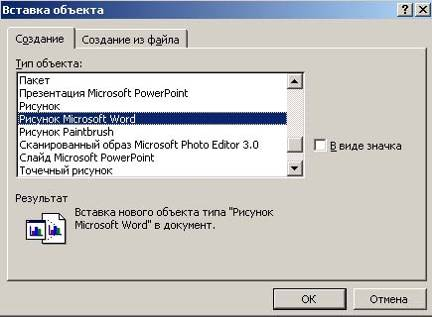 Вставка объекта
Создание
Создание из файла
Тип объекта:
Пакет
Презентация Microsoft PowerPoint
Рисунок
Рисунок Microsoft Word
Рисунок Paintbrush
Сканированный образ Microsoft Photo Editor 3.0
Слайд Microsoft PowerPoint
Точечный рисунок
В виде значка
Результат
Вставка нового объекта типа "Рисунок
Microsoft Word" в документ.
ОК
Отмена